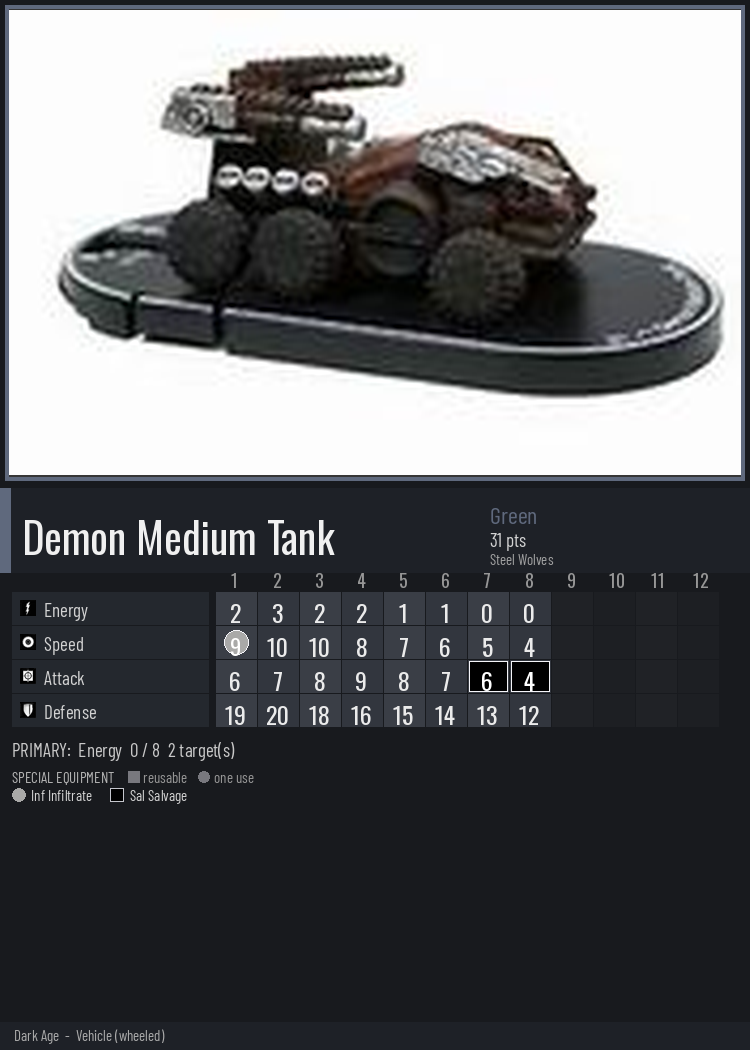 Demon Medium Tank
Green
31 pts
Steel Wolves
1 2 3 4 5 6 7 8 9 10 11 12
Energy 2 3 2 2 1 1 0 0
Speed 9 10 10 8 7 6 5 4
Attack 6 7 8 9 8 7 6 4
Defense 19 20 18 16 15 14 13 12
PRIMARY: Energy 0 / 8 2 target(s)
SPECIAL EQUIPMENT reusable one use
Inf Infiltrate Sal Salvage
Dark Age - Vehicle (wheeled)